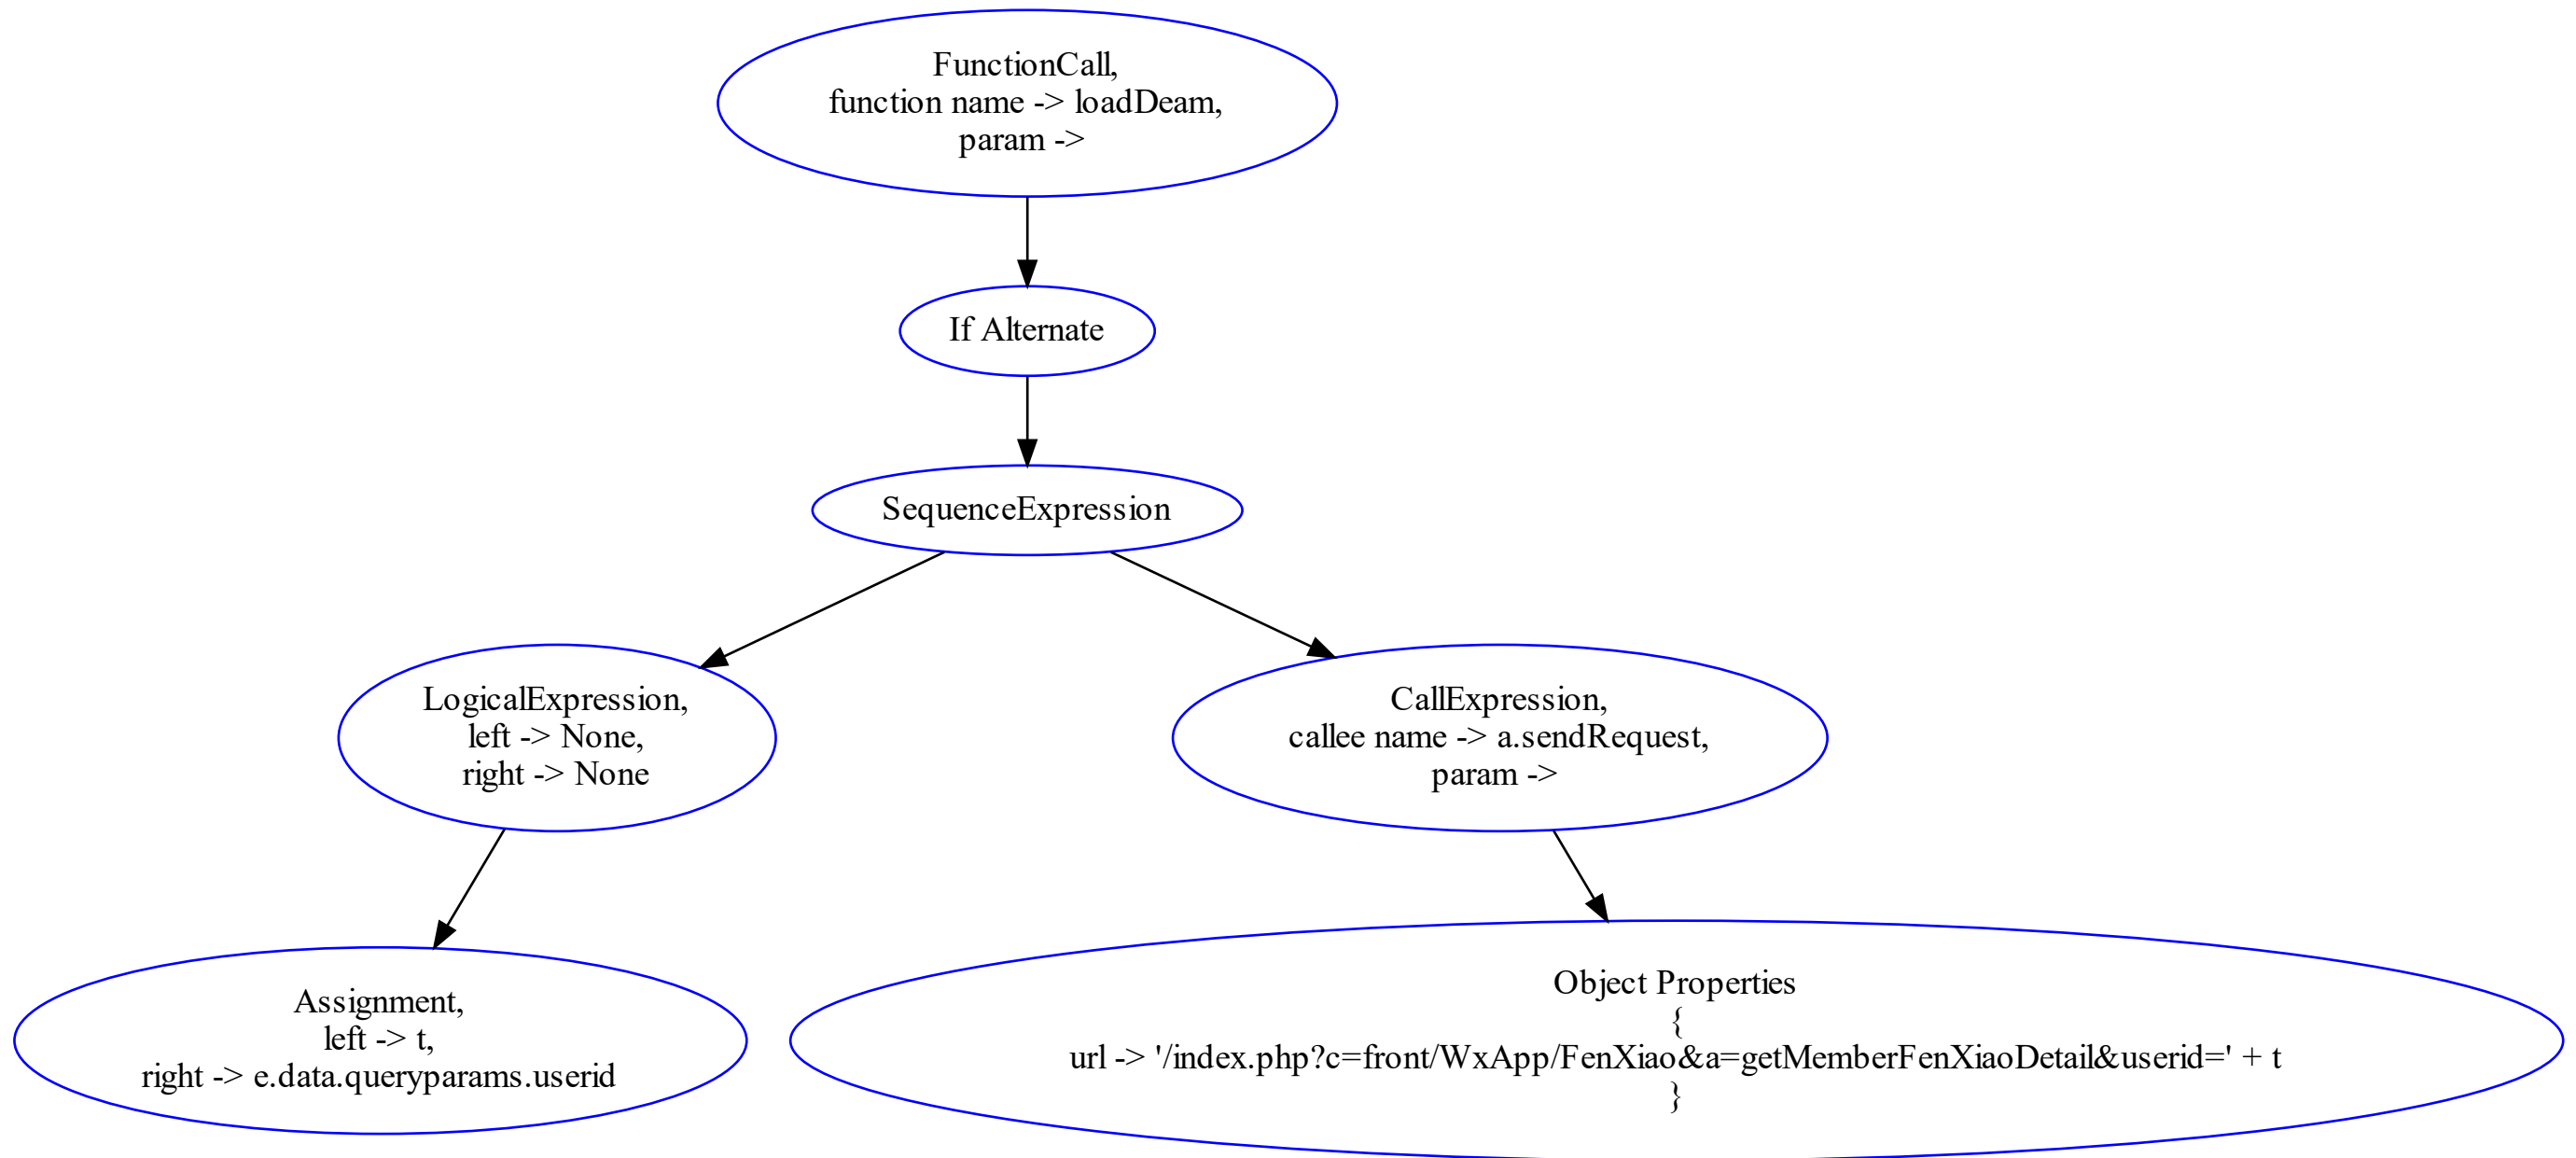 FunctionCall,
function name -> loadDeam,
param ->
If Alternate
SequenceExpression
LogicalExpression,
left -> None,
right -> None
CallExpression,
callee name -> a.sendRequest,
param ->
Assignment,
left -> t,
right -> e.data.queryparams.userid
Object Properties
{
url -> '/index.php?c=front/WxApp/FenXiao&a=getMemberFenXiaoDetail&userid=' + t
}